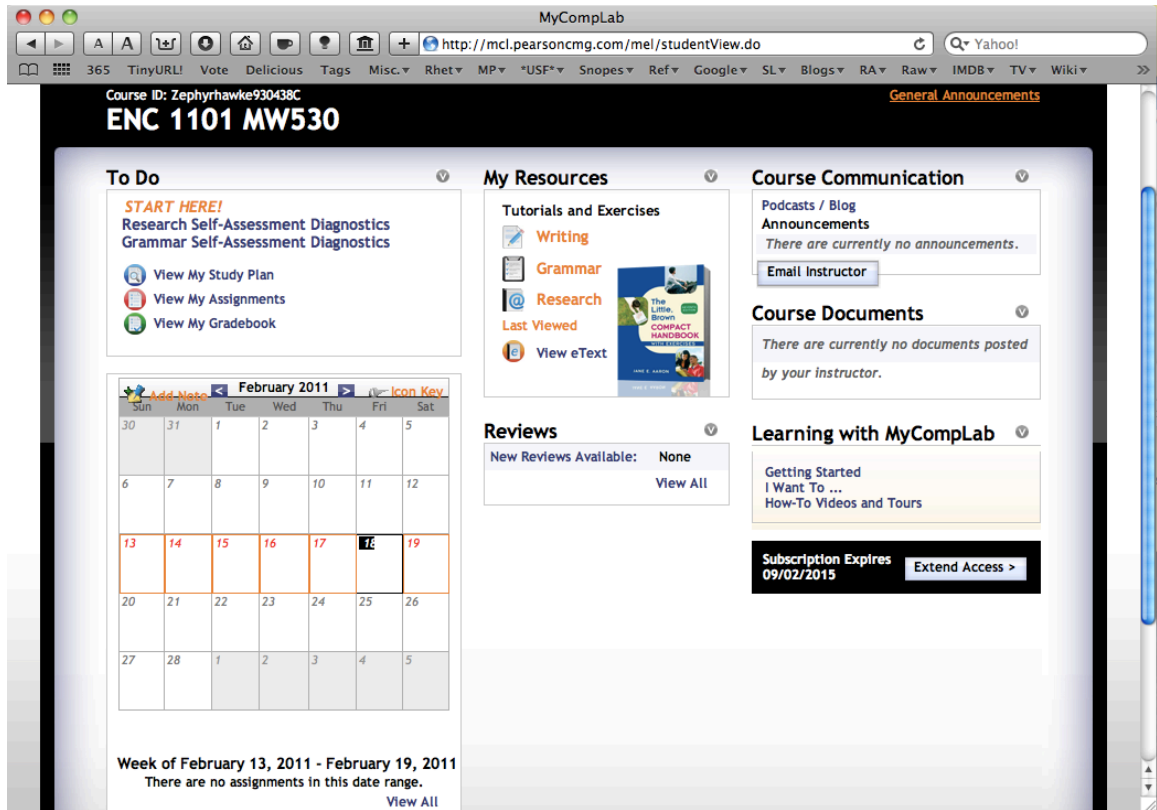 MyCompLab
A A http://mcl.pearsoncmg.com/mel/studentView.do Yahoo!
365 TinyURL! Vote Delicious Tags Misc. Rhet MP *USF* Snopes Ref Google SL Blogs RA Raw IMDB TV Wiki »
Course ID: Zephyrhawke930438C
General Announcements
ENC 1101 MW530
To Do
START HERE!
Research Self-Assessment Diagnostics
Grammar Self-Assessment Diagnostics
View My Study Plan
View My Assignments
View My Gradebook
Add Note < February 2011 > Icon Key
Sun Mon Tue Wed Thu Fri Sat
30 31 1 2 3 4 5
6 7 8 9 10 11 12
13 14 15 16 17 18 19
20 21 22 23 24 25 26
27 28 1 2 3 4 5
Week of February 13, 2011 - February 19, 2011
There are no assignments in this date range.
View All
My Resources
Tutorials and Exercises
Writing
Grammar
Research
Last Viewed
View eText
The
Little,
Brown
COMPACT
HANDBOOK
WITH EXERCISES
JANE E. AARON
Reviews
New Reviews Available: None
View All
Course Communication
Podcasts / Blog
Announcements
There are currently no announcements.
Email Instructor
Course Documents
There are currently no documents posted
by your instructor.
Learning with MyCompLab
Getting Started
I Want To ...
How-To Videos and Tours
Subscription Expires
09/02/2015
Extend Access >